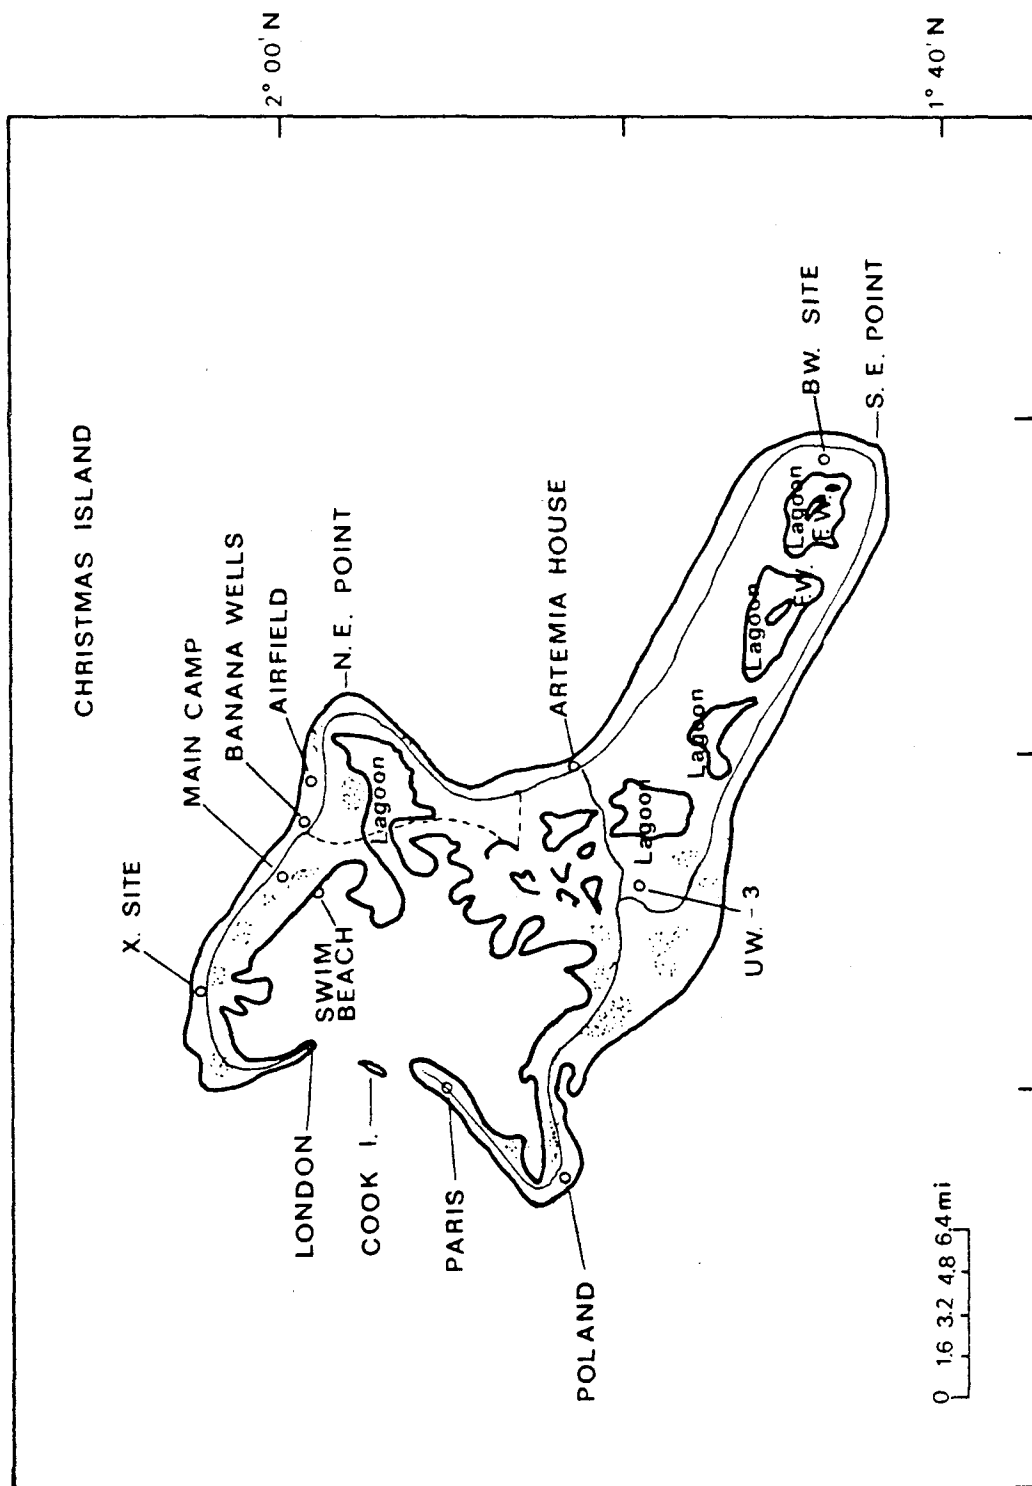 CHRISTMAS ISLAND
2° 00' N
1° 40' N
X. SITE
MAIN CAMP
BANANA WELLS
AIRFIELD
N.E. POINT
SWIM
BEACH
LONDON
COOK I.
PARIS
POLAND
ARTEMIA HOUSE
UW.-3
BW. SITE
S.E. POINT
Lagoon
Lagoon
Lagoon
Lagoon
F.W.
Lagoon
E.W.
0 1.6 3.2 4.8 6.4 mi